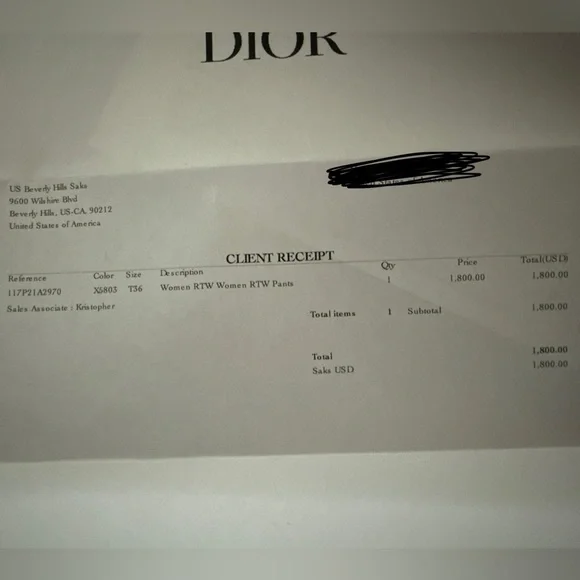 DIOR
US Beverly Hills Saks
9600 Wilshire Blvd
Beverly Hills, US-CA, 90212
United States of America
CLIENT RECEIPT
Reference Color Size Description Qty Price Total(USD)
117P21A2970 X5803 T36 Women RTW Women RTW Pants 1 1,800.00 1,800.00
Sales Associate : Kristopher
Total items 1 Subtotal 1,800.00
Total 1,800.00
Saks USD 1,800.00